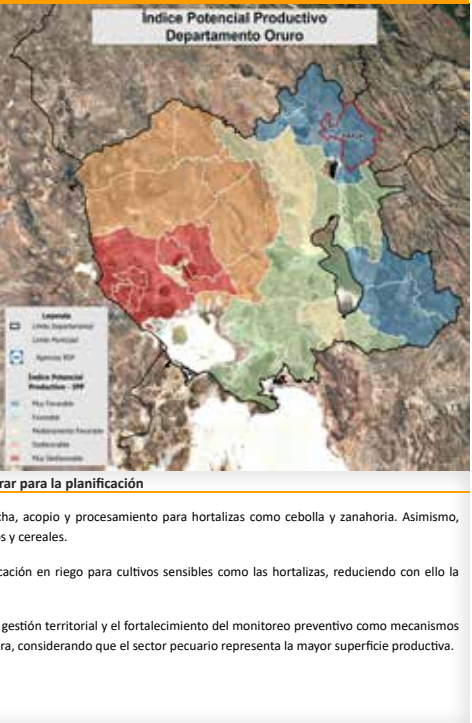 Índice Potencial Productivo
Departamento Oruro
Leyenda
Límite Departamental
Límite Municipal
Agencias BDP
Índice Potencial
Productivo - IPP
Muy Favorable
Favorable
Medianamente Favorable
Desfavorable
Muy Desfavorable
rar para la planificación
cha, acopio y procesamiento para hortalizas como cebolla y zanahoria. Asimismo,
s y cereales.
cación en riego para cultivos sensibles como las hortalizas, reduciendo con ello la
gestión territorial y el fortalecimiento del monitoreo preventivo como mecanismos
ra, considerando que el sector pecuario representa la mayor superficie productiva.